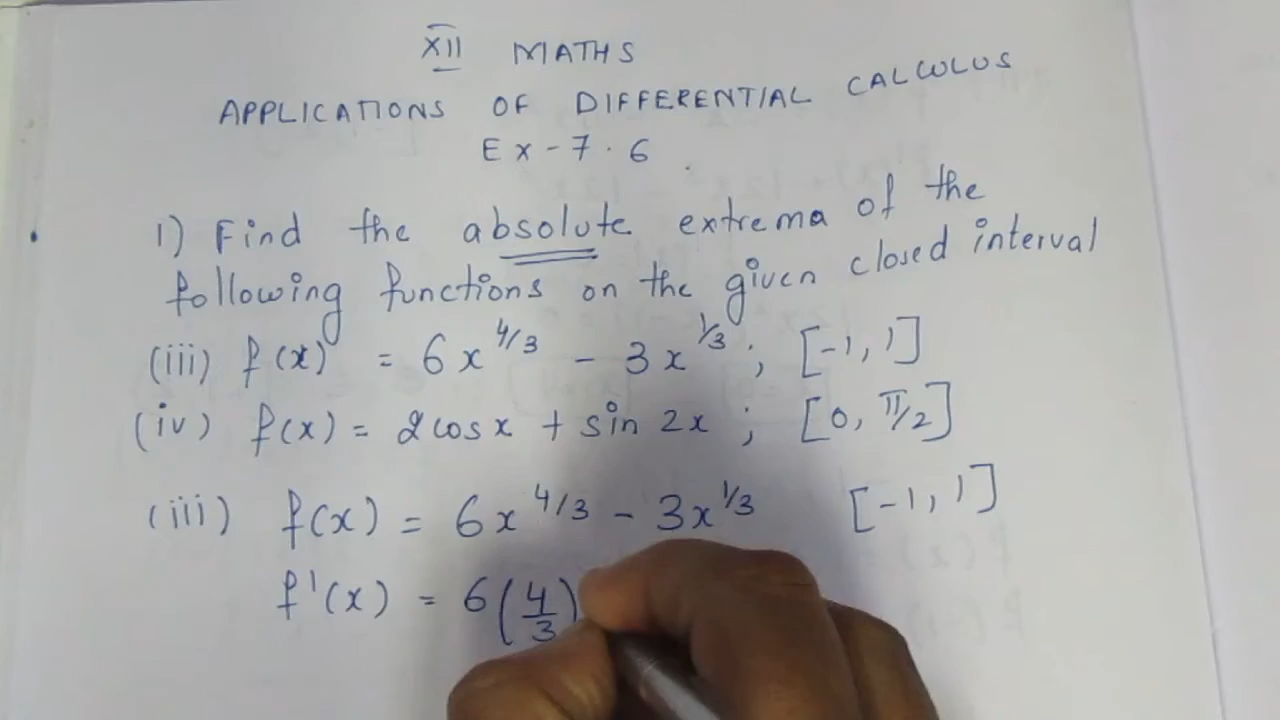 XII MATHS
APPLICATIONS OF DIFFERENTIAL CALCULUS
Ex-7.6
1) Find the absolute extrema of the
following functions on the given closed interval
(iii) f(x) = 6x^4/3 - 3x^1/3 ; [-1, 1]
(iv) f(x) = 2cosx + sin 2x ; [0, π/2]
(iii) f(x) = 6x^4/3 - 3x^1/3 [-1, 1]
f'(x) = 6(4/3)